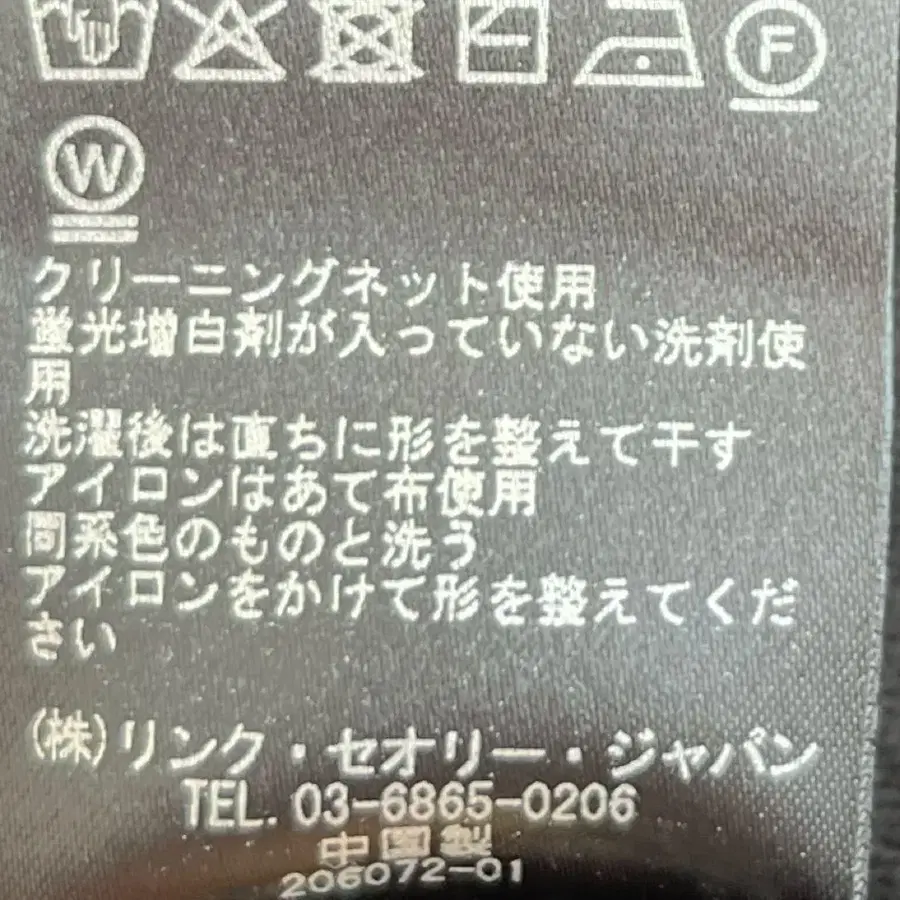 F
W
クリーニングネット使用
蛍光増白剤が入っていない洗剤使
用
洗濯後は直ちに形を整えて干す
アイロンはあて布使用
同系色のものと洗う
アイロンをかけて形を整えてくだ
さい
(株)リンク・セオリー・ジャパン
TEL. 03-6865-0206
中国製
206072-01